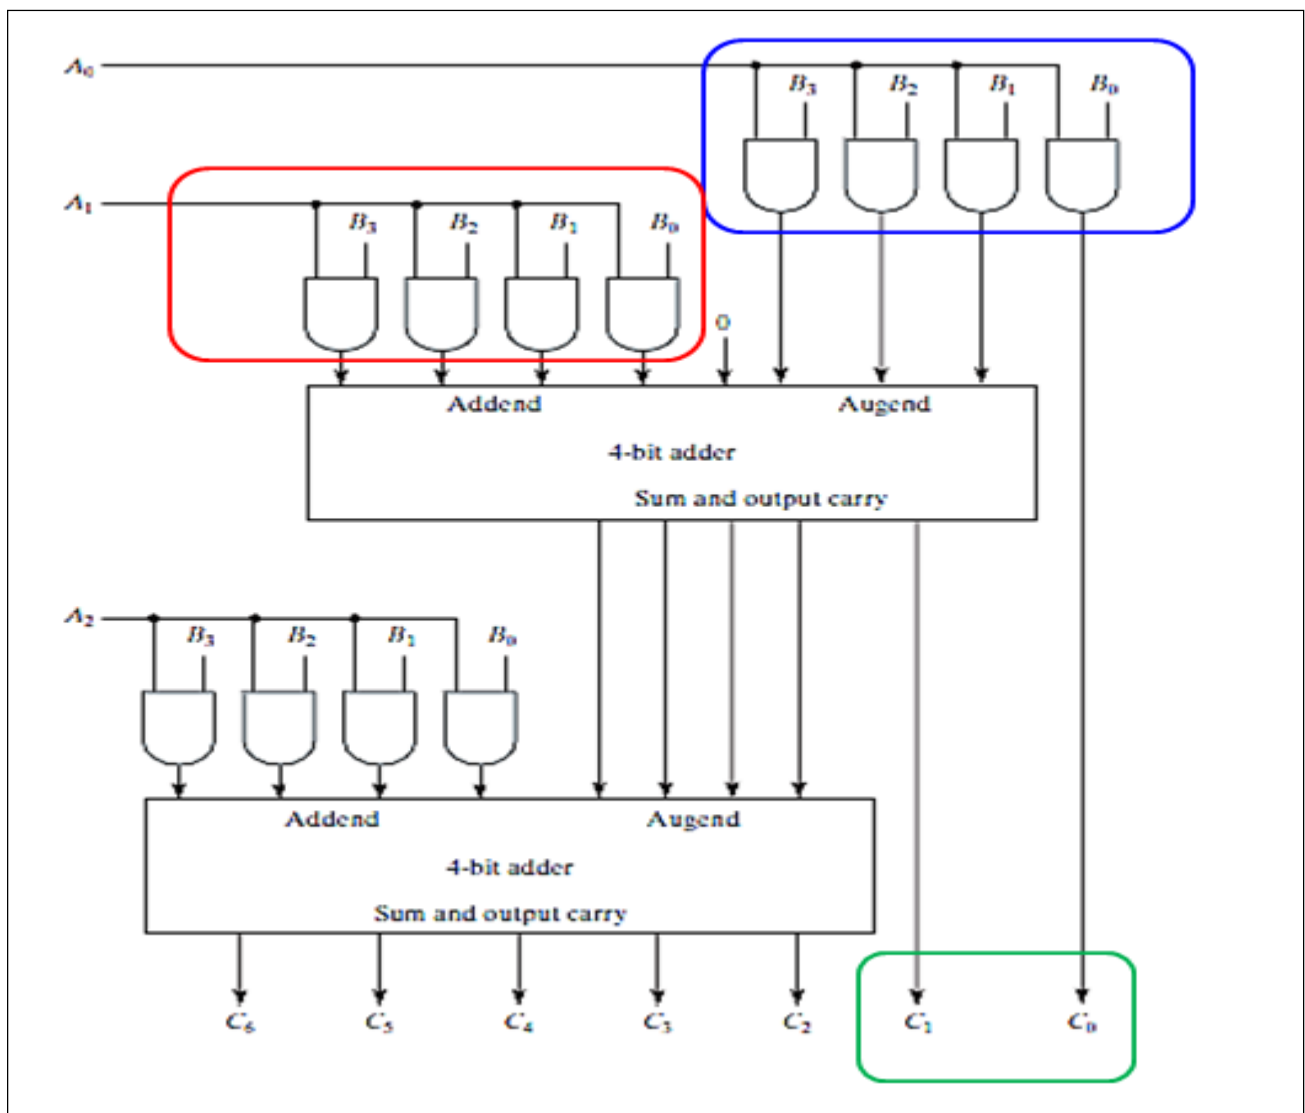 A₀
B₃ B₂ B₁ B₀
A₁
B₃ B₂ B₁ B₀
0
Addend Augend
4-bit adder
Sum and output carry
A₂
B₃ B₂ B₁ B₀
Addend Augend
4-bit adder
Sum and output carry
C₆ C₅ C₄ C₃ C₂ C₁ C₀